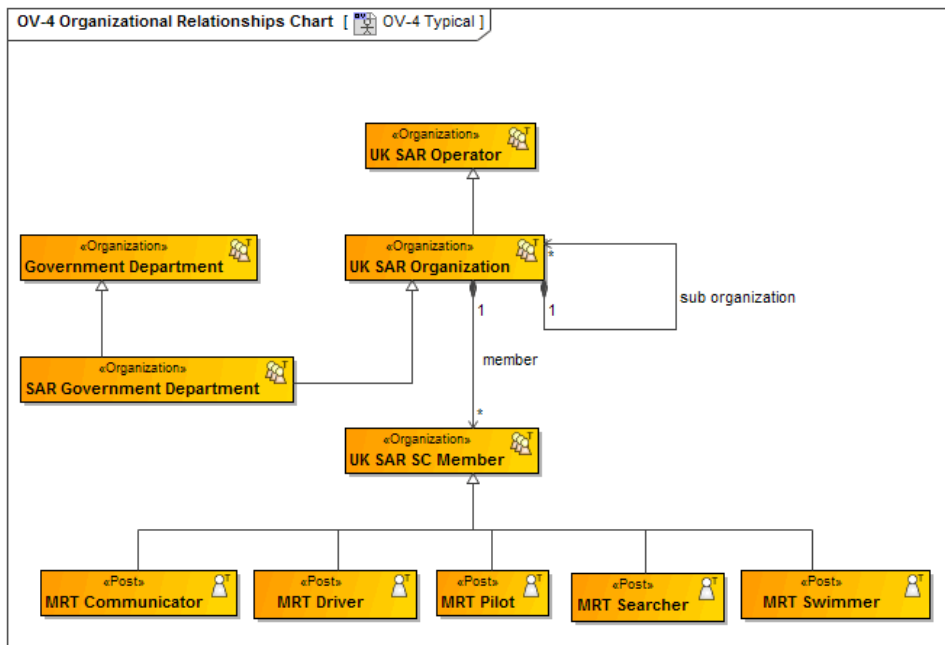 OV-4 Organizational Relationships Chart [ OV-4 Typical ]
«Organization»
UK SAR Operator
«Organization»
Government Department
«Organization»
UK SAR Organization
*
1
1
sub organization
«Organization»
SAR Government Department
member
*
«Organization»
UK SAR SC Member
«Post»
MRT Communicator
«Post»
MRT Driver
«Post»
MRT Pilot
«Post»
MRT Searcher
«Post»
MRT Swimmer